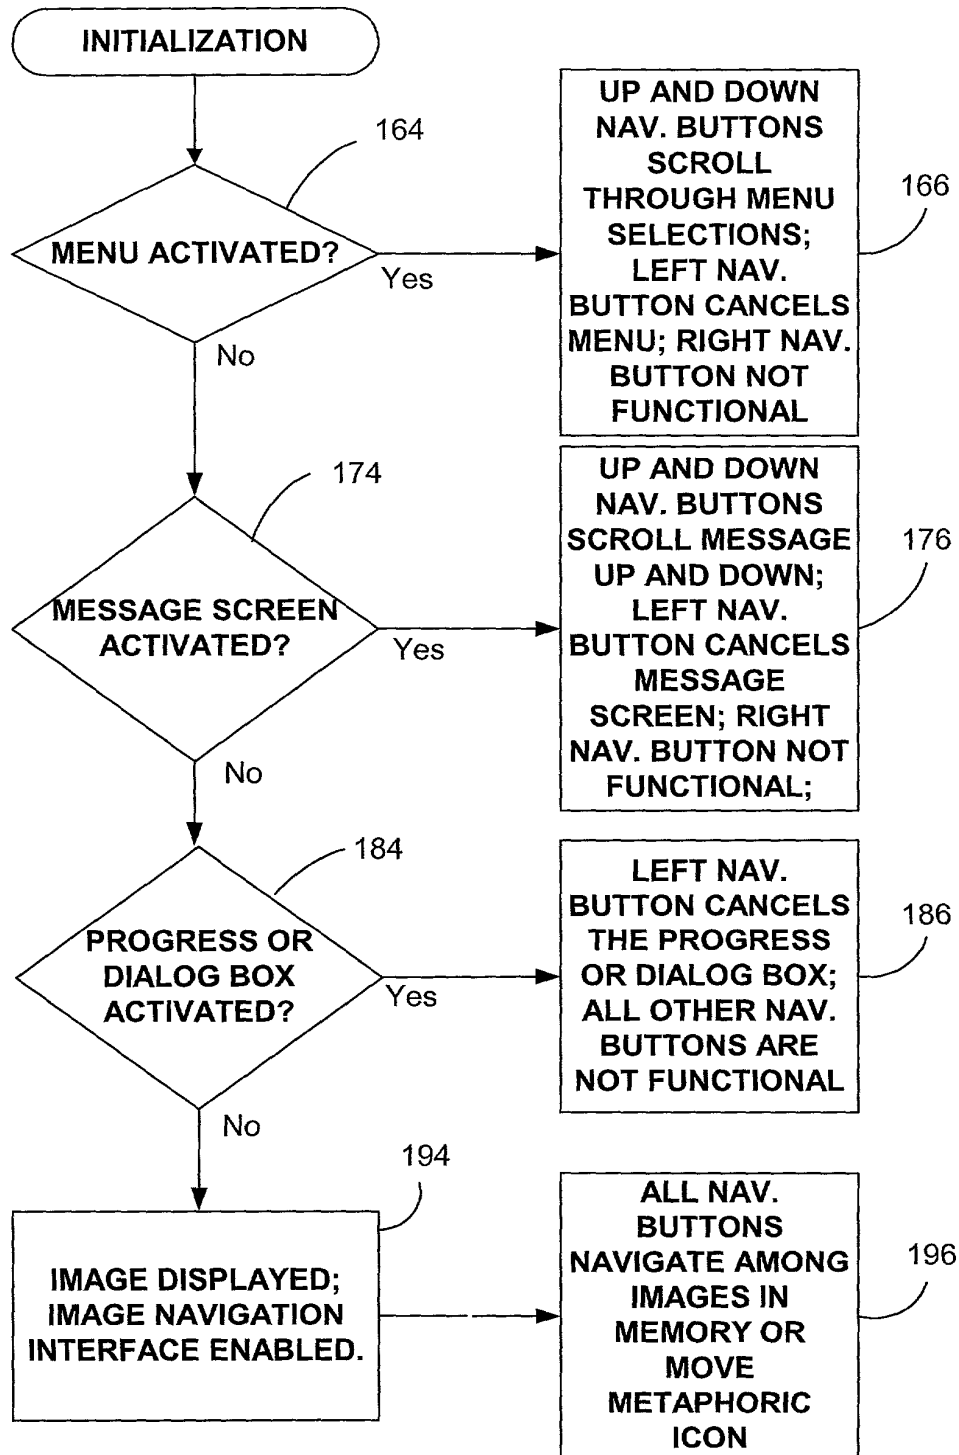 INITIALIZATION
164
MENU ACTIVATED?
Yes
No
UP AND DOWN
NAV. BUTTONS
SCROLL
THROUGH MENU
SELECTIONS;
LEFT NAV.
BUTTON CANCELS
MENU; RIGHT NAV.
BUTTON NOT
FUNCTIONAL
166
174
MESSAGE SCREEN
ACTIVATED?
Yes
No
UP AND DOWN
NAV. BUTTONS
SCROLL MESSAGE
UP AND DOWN;
LEFT NAV.
BUTTON CANCELS
MESSAGE
SCREEN; RIGHT
NAV. BUTTON NOT
FUNCTIONAL;
176
184
PROGRESS OR
DIALOG BOX
ACTIVATED?
Yes
No
LEFT NAV.
BUTTON CANCELS
THE PROGRESS
OR DIALOG BOX;
ALL OTHER NAV.
BUTTONS ARE
NOT FUNCTIONAL
186
194
IMAGE DISPLAYED;
IMAGE NAVIGATION
INTERFACE ENABLED.
ALL NAV.
BUTTONS
NAVIGATE AMONG
IMAGES IN
MEMORY OR
MOVE
METAPHORIC
ICON
196